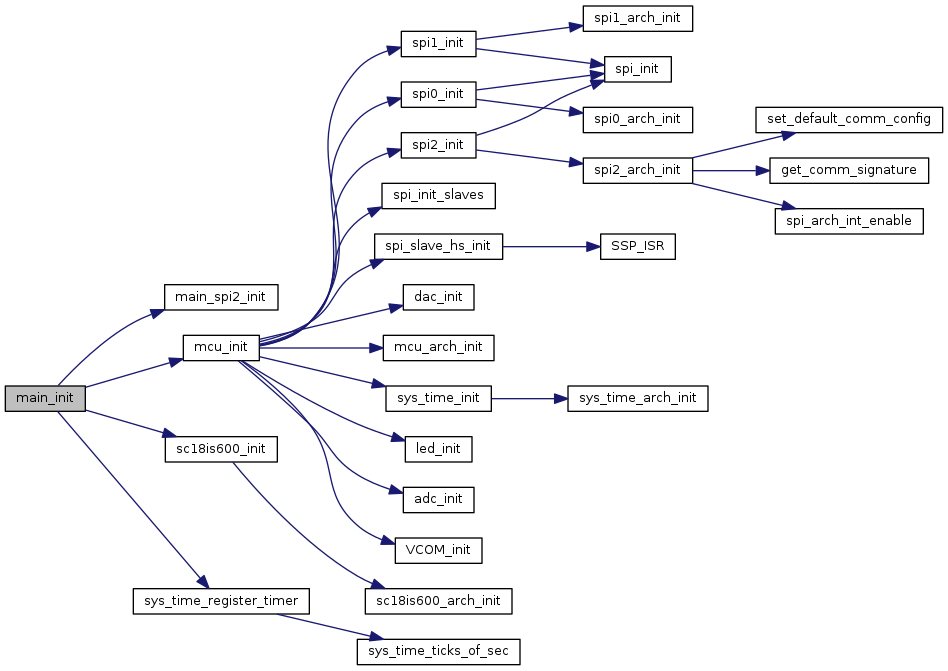 spi1_arch_init
spi1_init
spi_init
spi0_init
spi0_arch_init
set_default_comm_config
spi2_init
spi2_arch_init
get_comm_signature
spi_init_slaves
spi_arch_int_enable
spi_slave_hs_init
SSP_ISR
main_spi2_init
dac_init
mcu_init
mcu_arch_init
main_init
sys_time_init
sys_time_arch_init
sc18is600_init
led_init
adc_init
VCOM_init
sys_time_register_timer
sc18is600_arch_init
sys_time_ticks_of_sec